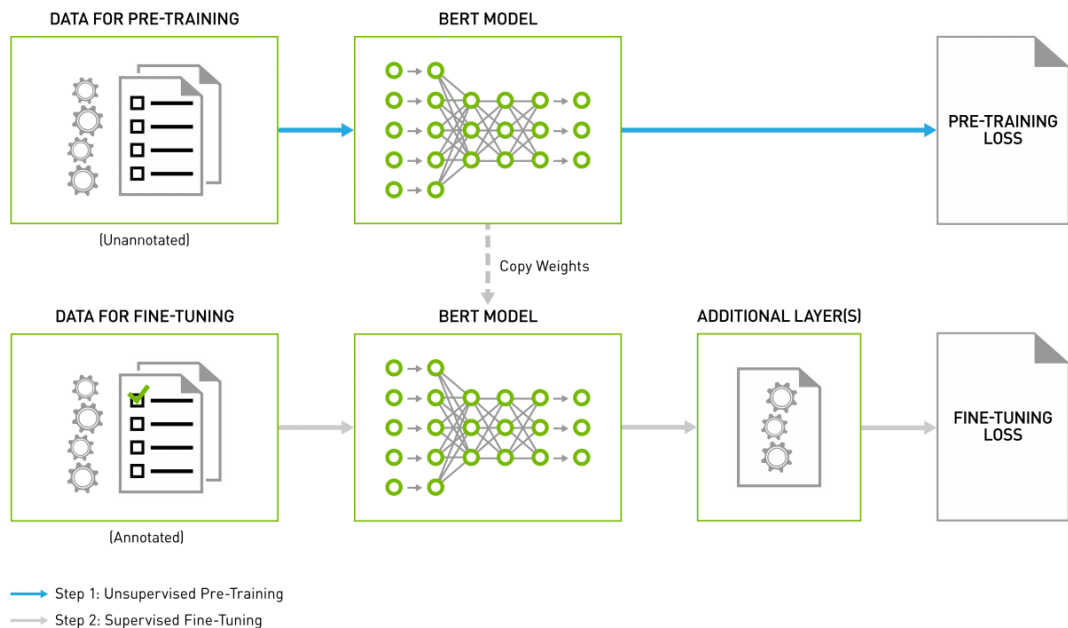 DATA FOR PRE-TRAINING
BERT MODEL
PRE-TRAINING
LOSS
(Unannotated)
Copy Weights
DATA FOR FINE-TUNING
BERT MODEL
ADDITIONAL LAYER(S)
FINE-TUNING
LOSS
(Annotated)
Step 1: Unsupervised Pre-Training
Step 2: Supervised Fine-Tuning